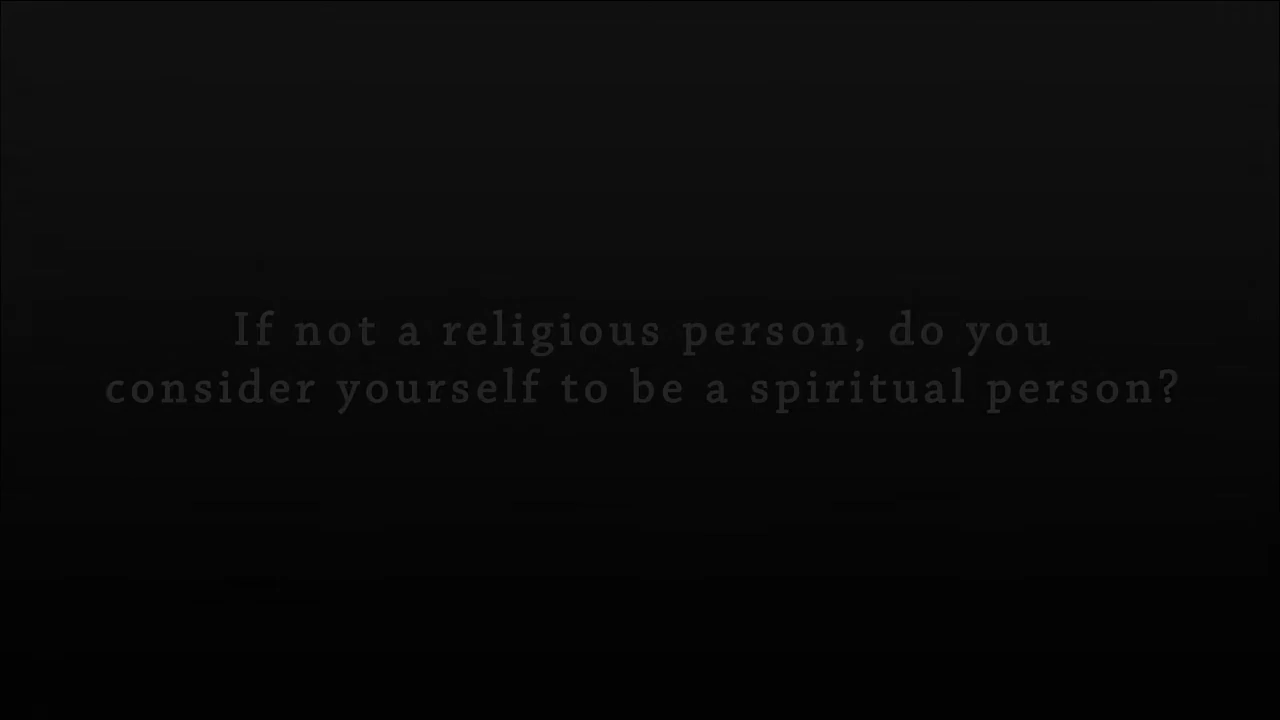 If not a religious person, do you
consider yourself to be a spiritual person?